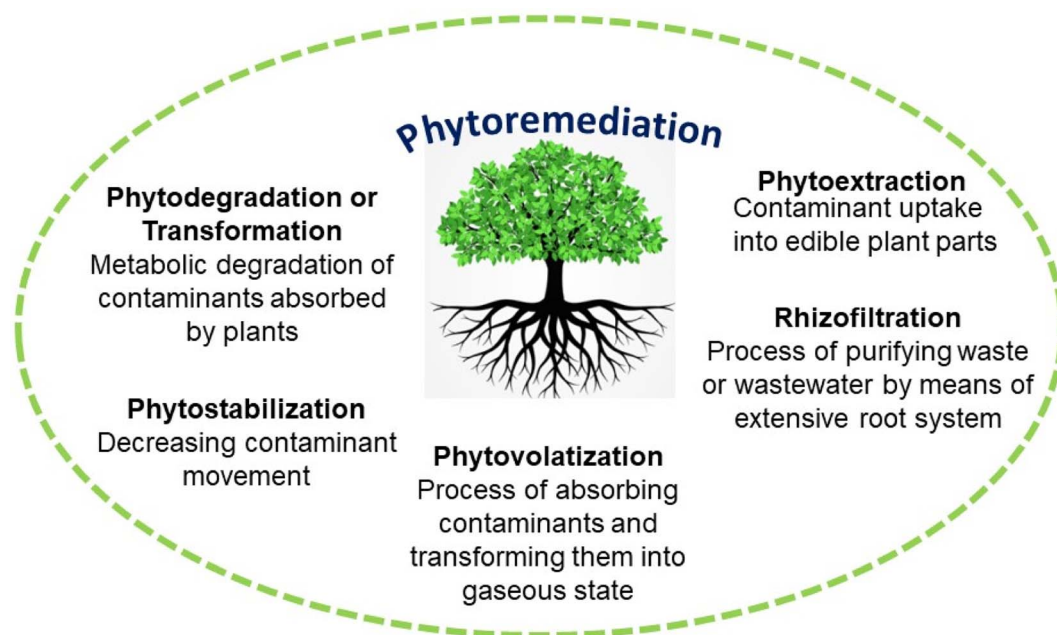 Phytoremediation
Phytodegradation or
Transformation
Metabolic degradation of
contaminants absorbed
by plants
Phytostabilization
Decreasing contaminant
movement
Phytovolatization
Process of absorbing
contaminants and
transforming them into
gaseous state
Phytoextraction
Contaminant uptake
into edible plant parts
Rhizofiltration
Process of purifying waste
or wastewater by means of
extensive root system